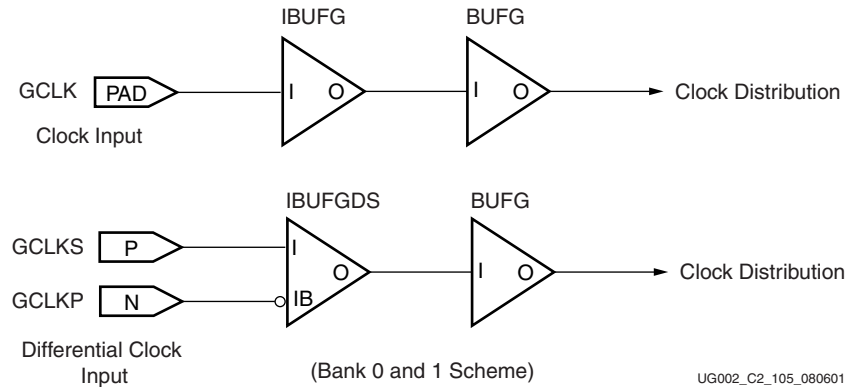 IBUFG BUFG
GCLK PAD I O I O Clock Distribution
Clock Input
IBUFGDS BUFG
GCLKS P I
O I O Clock Distribution
GCLKP N IB
Differential Clock
Input
(Bank 0 and 1 Scheme)
UG002_C2_105_080601